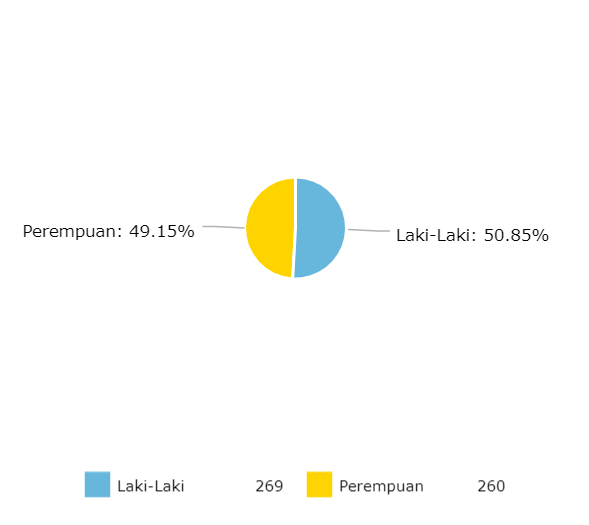 Perempuan: 49.15%
Laki-Laki: 50.85%
Laki-Laki 269 Perempuan 260